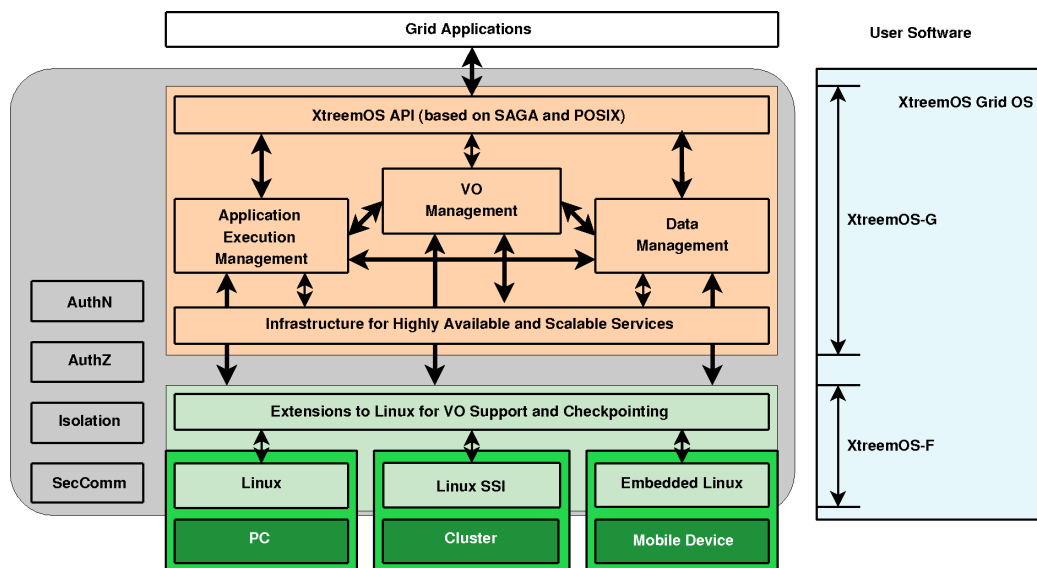 Grid Applications
User Software
XtreemOS API (based on SAGA and POSIX)
XtreemOS Grid OS
VO
Management
Application
Execution
Management
Data
Management
XtreemOS-G
AuthN
Infrastructure for Highly Available and Scalable Services
AuthZ
Extensions to Linux for VO Support and Checkpointing
Isolation
XtreemOS-F
SecComm
Linux
Linux SSI
Embedded Linux
PC
Cluster
Mobile Device